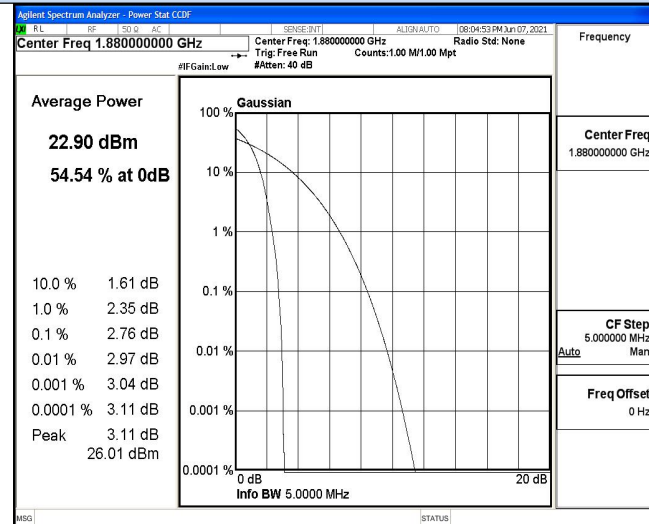 Agilent Spectrum Analyzer - Power Stat CCDF
RL RF 50 Ω AC SENSE:INT ALIGN AUTO 08:04:53 PM Jun 07, 2021
Center Freq 1.880000000 GHz
Center Freq: 1.880000000 GHz Radio Std: None
Trig: Free Run Counts:1.00 M/1.00 Mpt
#IFGain:Low #Atten: 40 dB
Frequency
Average Power
22.90 dBm
54.54 % at 0dB
10.0 % 1.61 dB
1.0 % 2.35 dB
0.1 % 2.76 dB
0.01 % 2.97 dB
0.001 % 3.04 dB
0.0001 % 3.11 dB
Peak 3.11 dB
26.01 dBm
Gaussian
100 %
10 %
1 %
0.1 %
0.01 %
0.001 %
0.0001 %
0 dB 20 dB
Info BW 5.0000 MHz
Center Freq
1.880000000 GHz
CF Step
5.000000 MHz
Auto Man
Freq Offset
0 Hz
MSG STATUS